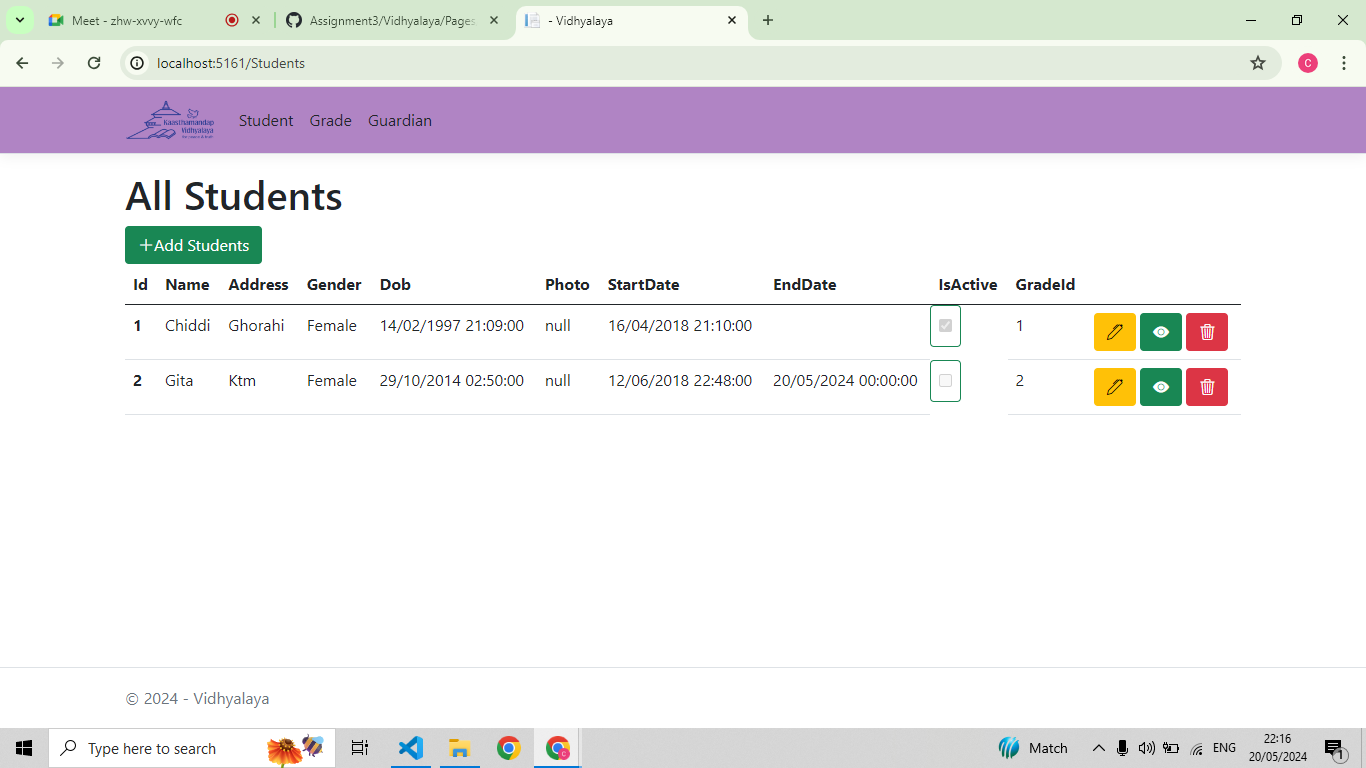 Meet - zhw-xvvy-wfc
Assignment3/Vidhyalaya/Pages
- Vidhyalaya
localhost:5161/Students
C
Kaasthamandap
Vidhyalaya
Student Grade Guardian
All Students
+Add Students
Id Name Address Gender Dob Photo StartDate EndDate IsActive GradeId
1 Chiddi Ghorahi Female 14/02/1997 21:09:00 null 16/04/2018 21:10:00 1
2 Gita Ktm Female 29/10/2014 02:50:00 null 12/06/2018 22:48:00 20/05/2024 00:00:00 2
© 2024 - Vidhyalaya
Type here to search
Match
ENG
22:16
20/05/2024
1